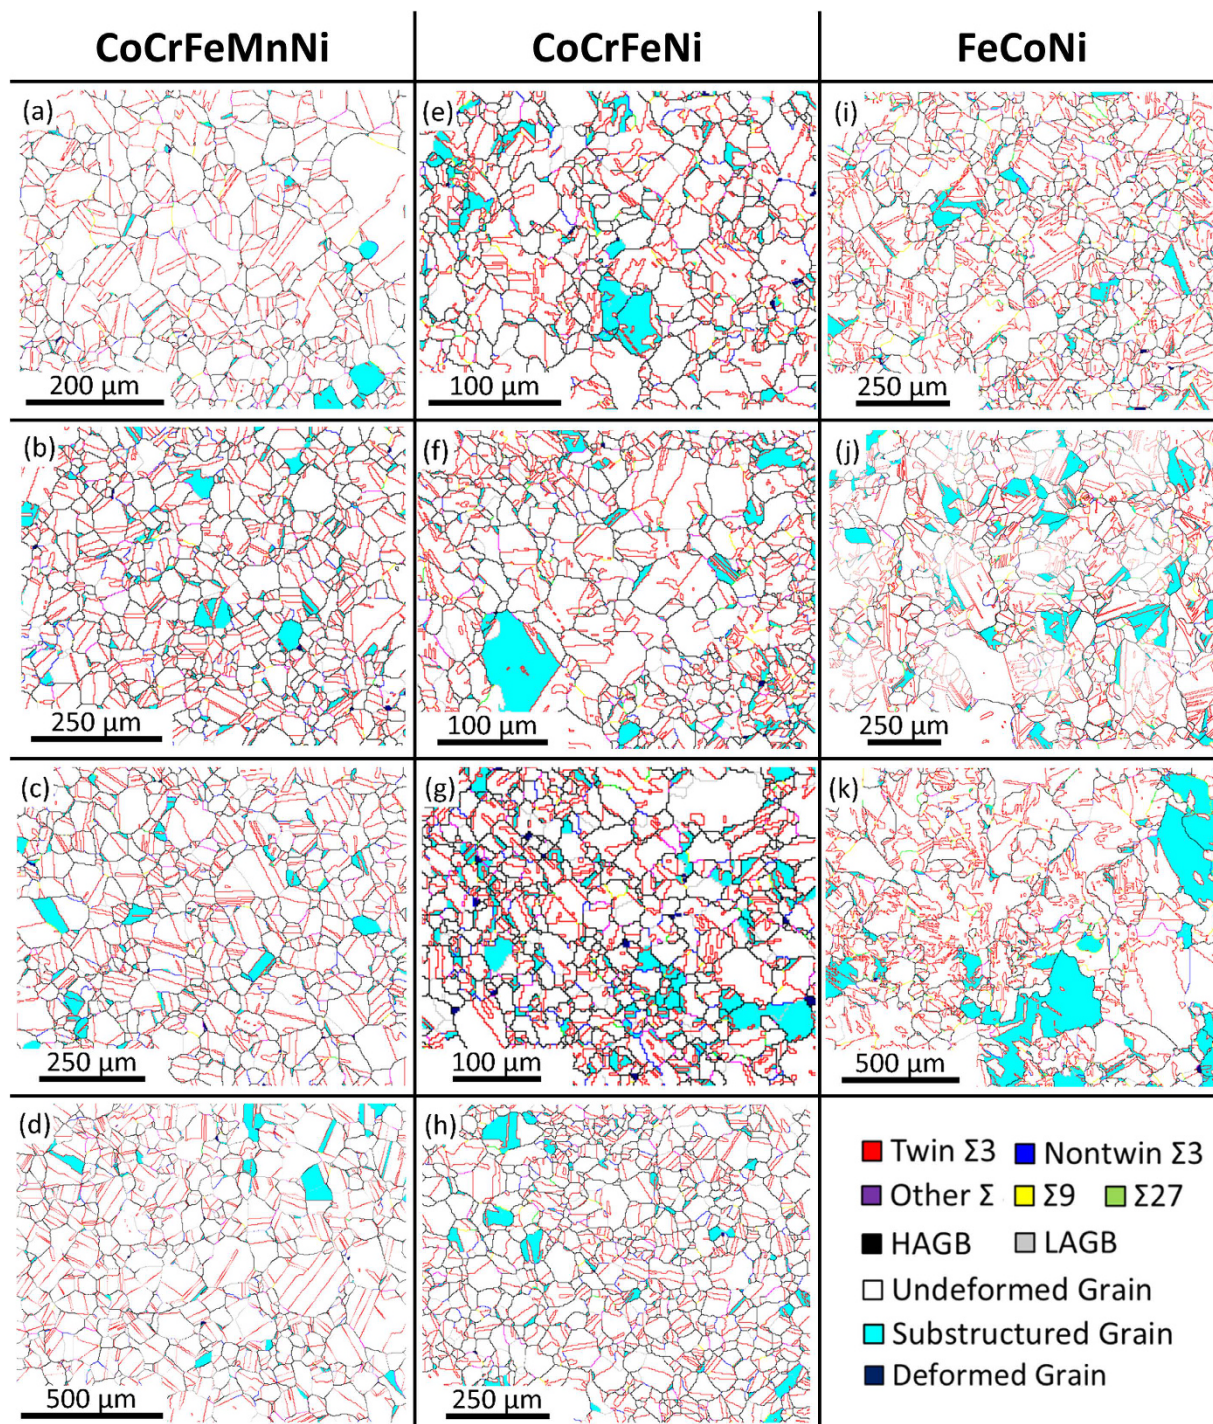 CoCrFeMnNi
CoCrFeNi
FeCoNi
(a)
200 µm
(e)
100 µm
(i)
250 µm
(b)
250 µm
(f)
100 µm
(j)
250 µm
(c)
250 µm
(g)
100 µm
(k)
500 µm
(d)
500 µm
(h)
250 µm
Twin Σ3 Nontwin Σ3
Other Σ Σ9 Σ27
HAGB LAGB
Undeformed Grain
Substructured Grain
Deformed Grain